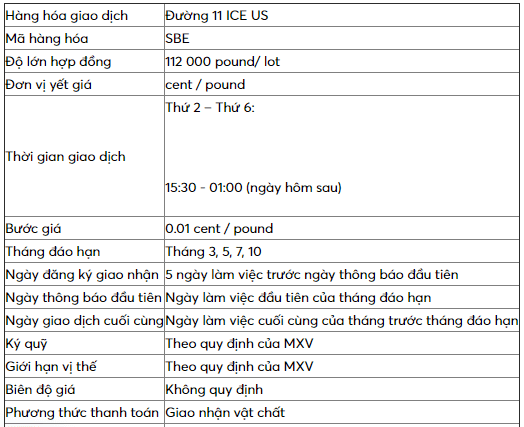 Hàng hóa giao dịch Đường 11 ICE US
Mã hàng hóa SBE
Độ lớn hợp đồng 112 000 pound/ lot
Đơn vị yết giá cent / pound
Thời gian giao dịch Thứ 2 – Thứ 6:
15:30 - 01:00 (ngày hôm sau)
Bước giá 0.01 cent / pound
Tháng đáo hạn Tháng 3, 5, 7, 10
Ngày đăng ký giao nhận 5 ngày làm việc trước ngày thông báo đầu tiên
Ngày thông báo đầu tiên Ngày làm việc đầu tiên của tháng đáo hạn
Ngày giao dịch cuối cùng Ngày làm việc cuối cùng của tháng trước tháng đáo hạn
Ký quỹ Theo quy định của MXV
Giới hạn vị thế Theo quy định của MXV
Biên độ giá Không quy định
Phương thức thanh toán Giao nhận vật chất